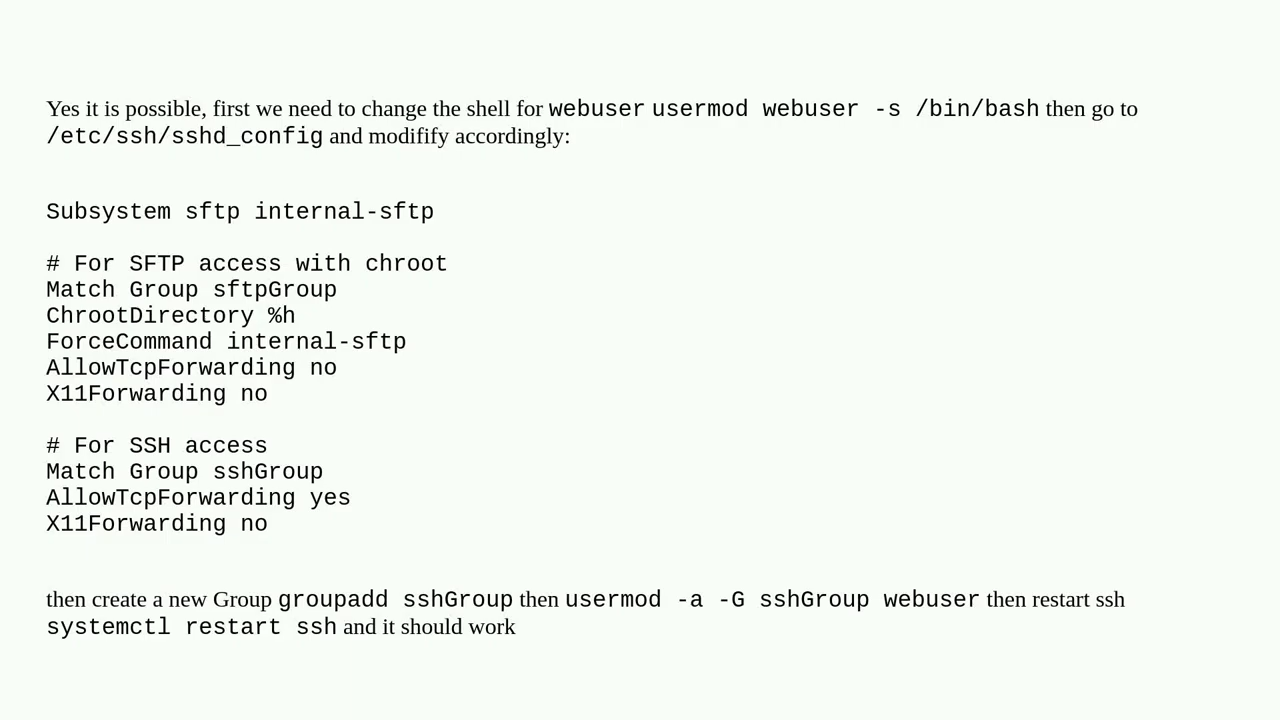 Yes it is possible, first we need to change the shell for webuser usermod webuser -s /bin/bash then go to
/etc/ssh/sshd_config and modifify accordingly:
Subsystem sftp internal-sftp
# For SFTP access with chroot
Match Group sftpGroup
ChrootDirectory %h
ForceCommand internal-sftp
AllowTcpForwarding no
X11Forwarding no
# For SSH access
Match Group sshGroup
AllowTcpForwarding yes
X11Forwarding no
then create a new Group groupadd sshGroup then usermod -a -G sshGroup webuser then restart ssh
systemctl restart ssh and it should work